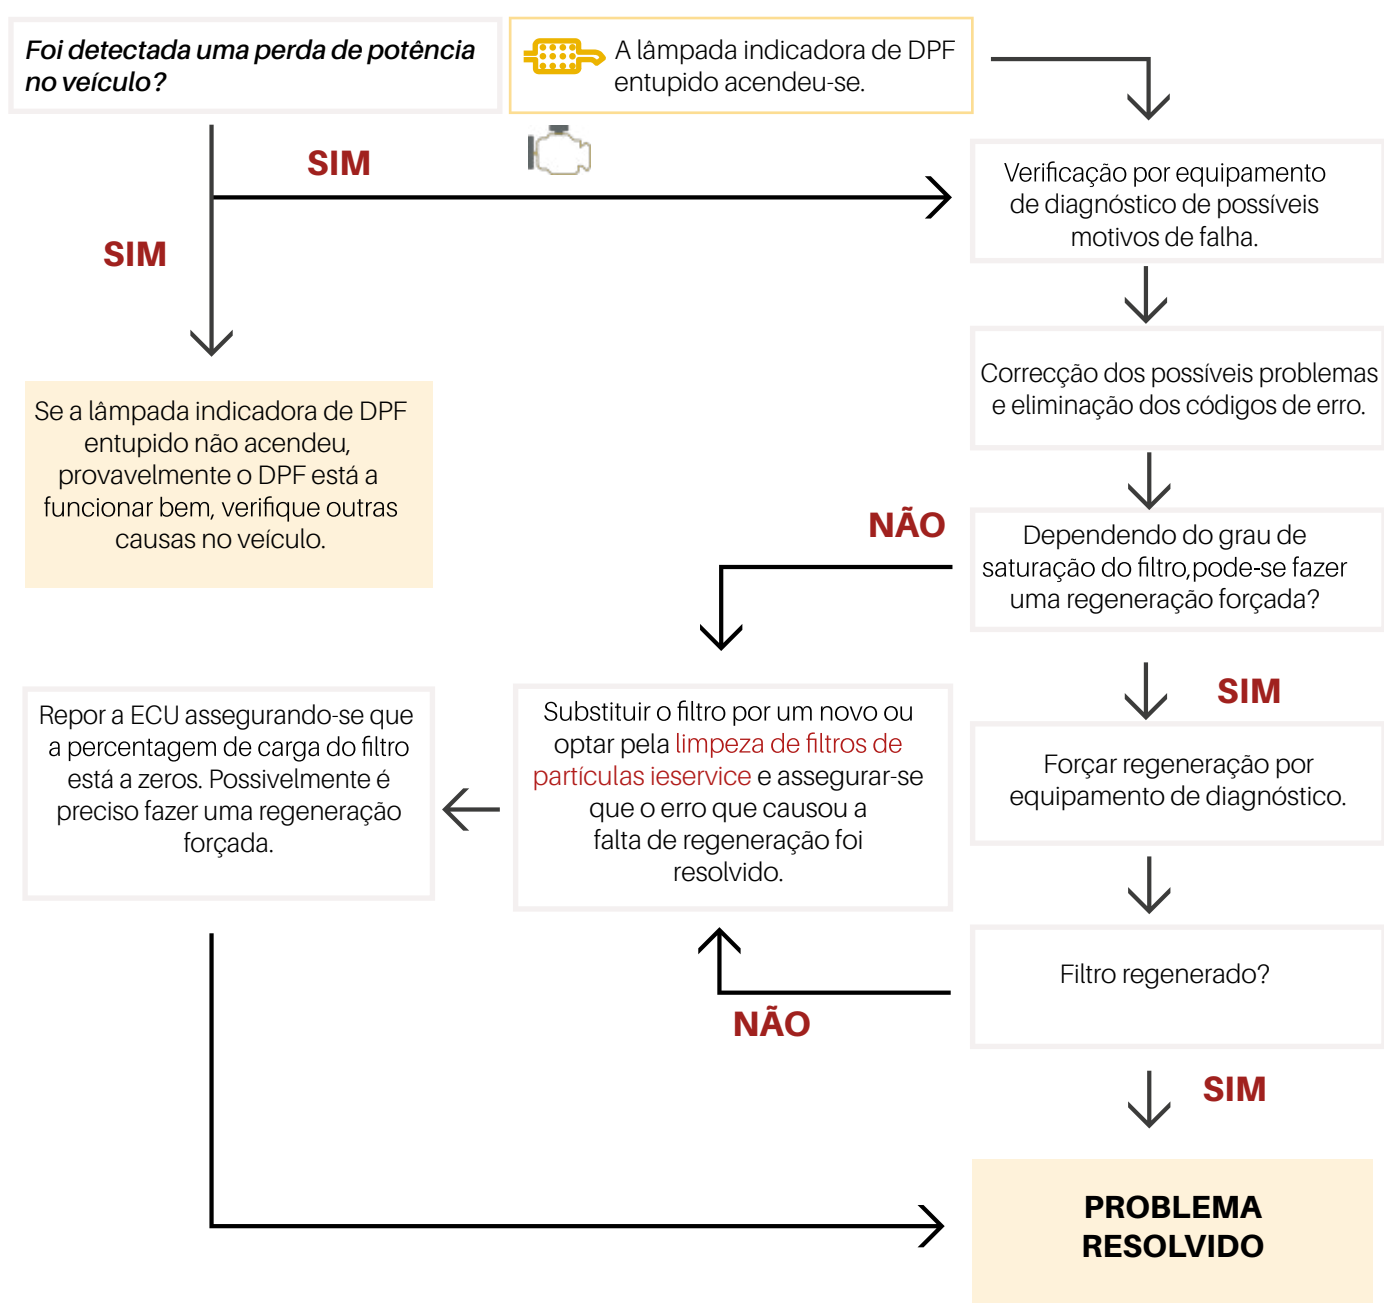 Foi detectada uma perda de potência
no veículo?
A lâmpada indicadora de DPF
entupido acendeu-se.
SIM
SIM
Verificação por equipamento
de diagnóstico de possíveis
motivos de falha.
Correcção dos possíveis problemas
e eliminação dos códigos de erro.
Se a lâmpada indicadora de DPF
entupido não acendeu,
provavelmente o DPF está a
funcionar bem, verifique outras
causas no veículo.
NÃO
Dependendo do grau de
saturação do filtro,pode-se fazer
uma regeneração forçada?
SIM
Forçar regeneração por
equipamento de diagnóstico.
Substituir o filtro por um novo ou
optar pela limpeza de filtros de
partículas ieservice e assegurar-se
que o erro que causou a
falta de regeneração foi
resolvido.
Repor a ECU assegurando-se que
a percentagem de carga do filtro
está a zeros. Possivelmente é
preciso fazer uma regeneração
forçada.
Filtro regenerado?
NÃO
SIM
PROBLEMA
RESOLVIDO